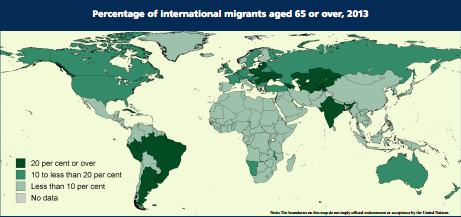 Percentage of international migrants aged 65 or over, 2013
20 per cent or over
10 to less than 20 per cent
Less than 10 per cent
No data
Note: The boundaries on this map do not imply official endorsement or acceptance by the United Nations